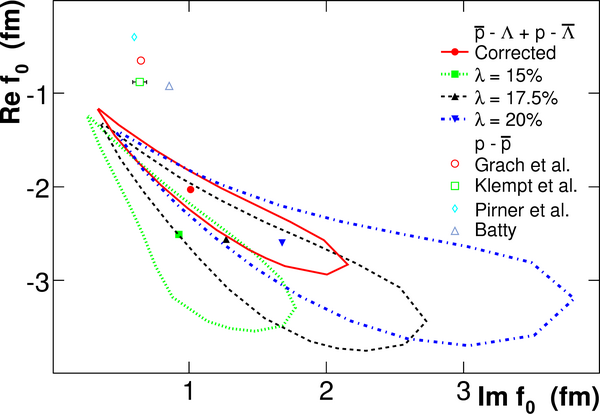 Re f₀ (fm)
p̅ - Λ + p - Λ̅
Corrected
λ = 15%
λ = 17.5%
λ = 20%
p - p̅
Grach et al.
Klempt et al.
Pirner et al.
Batty
-1
-2
-3
1
2
3
Im f₀ (fm)